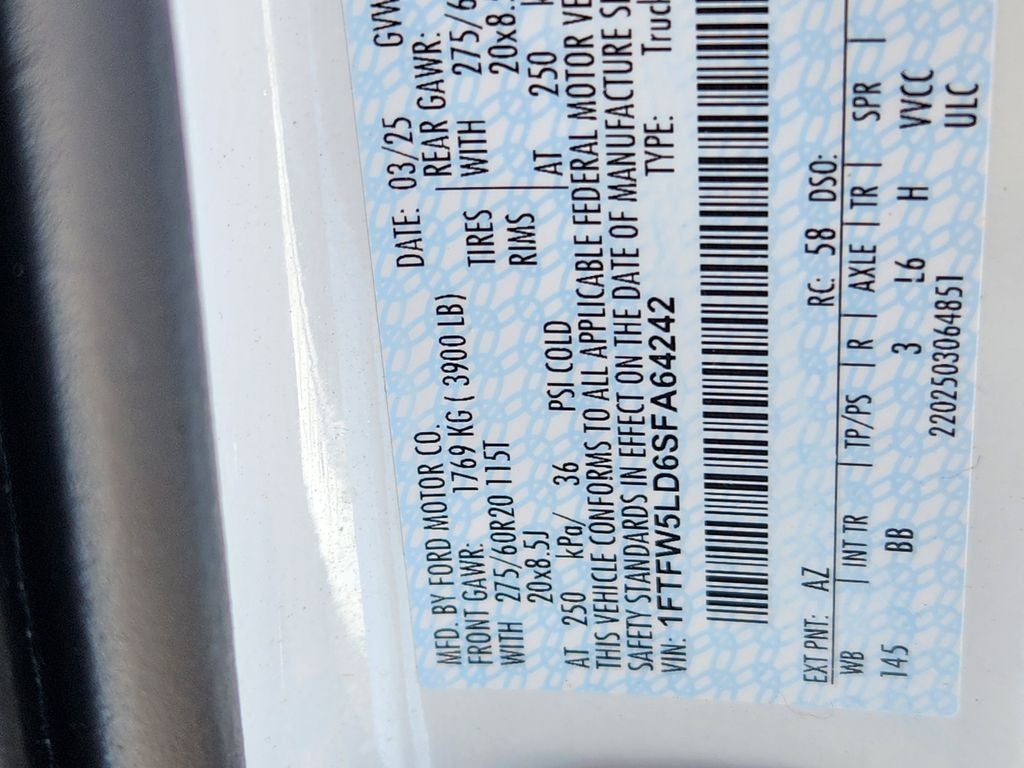 MFD. BY FORD MOTOR CO. DATE: 03/25 GVW
FRONT GAWR: 1769 KG ( 3900 LB) REAR GAWR:
WITH 275/60R20 115T TIRES WITH 275/6
20x8.5J RIMS 20x8.
AT 250 kPa/ 36 PSI COLD AT 250
THIS VEHICLE CONFORMS TO ALL APPLICABLE FEDERAL MOTOR VE
SAFETY STANDARDS IN EFFECT ON THE DATE OF MANUFACTURE S
VIN: 1FTFW5LD6SFA64242 TYPE: Truc
EXT PNT: AZ RC: 58 DSO:
WB | INT TR | TP/PS | R | AXLE | TR | SPR |
145 BB 3 L6 H VVCC
2202503064851 ULC